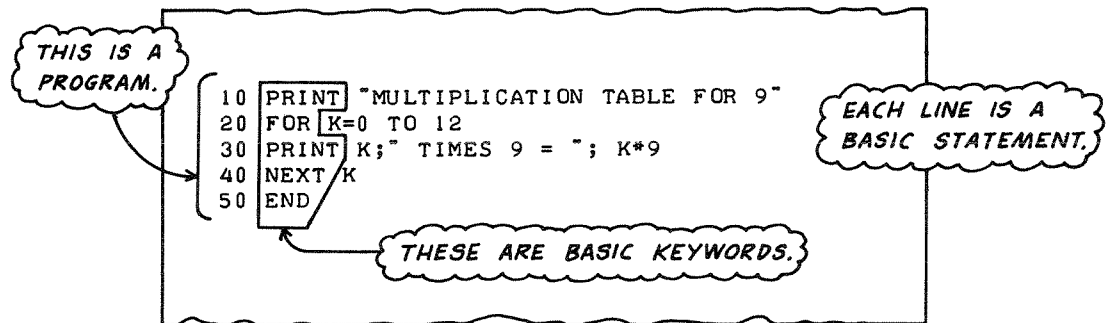 THIS IS A
PROGRAM.
10 PRINT "MULTIPLICATION TABLE FOR 9"
20 FOR K=0 TO 12
30 PRINT K;" TIMES 9 = "; K*9
40 NEXT K
50 END
EACH LINE IS A
BASIC STATEMENT.
THESE ARE BASIC KEYWORDS.